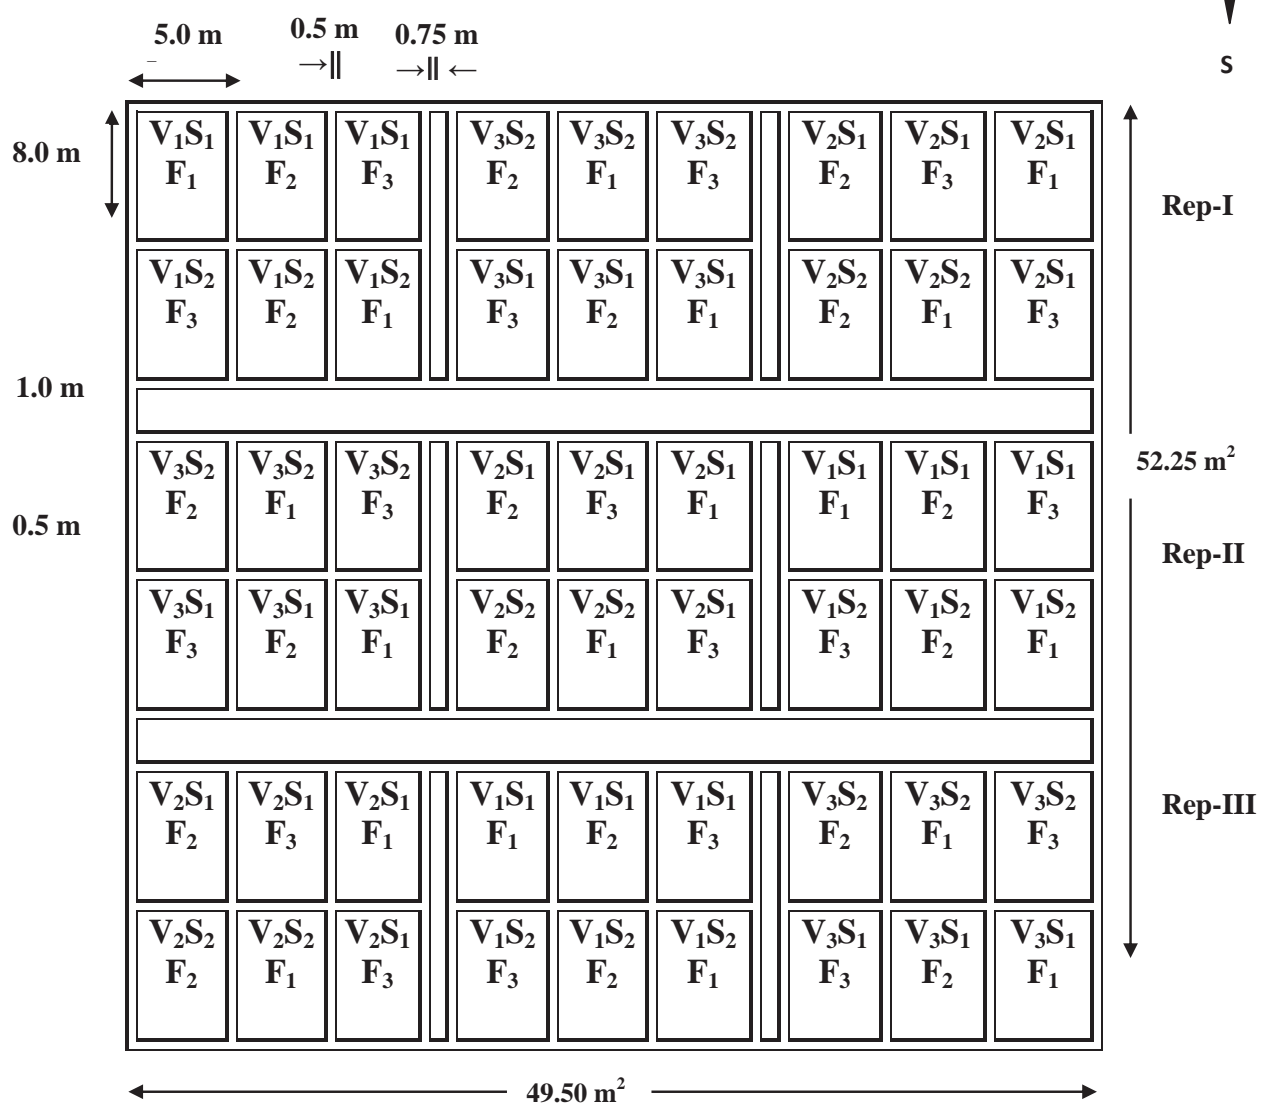 5.0 m 0.5 m 0.75 m
→|| →|| ←
S
8.0 m
V₁S₁ V₁S₁ V₁S₁ V₃S₂ V₃S₂ V₃S₂ V₂S₁ V₂S₁ V₂S₁
F₁ F₂ F₃ F₂ F₁ F₃ F₂ F₃ F₁
Rep-I
V₁S₂ V₁S₂ V₁S₂ V₃S₁ V₃S₁ V₃S₁ V₂S₂ V₂S₂ V₂S₁
F₃ F₂ F₁ F₃ F₂ F₁ F₂ F₁ F₃
1.0 m
V₃S₂ V₃S₂ V₃S₂ V₂S₁ V₂S₁ V₂S₁ V₁S₁ V₁S₁ V₁S₁
52.25 m²
F₂ F₁ F₃ F₂ F₃ F₁ F₁ F₂ F₃
0.5 m
Rep-II
V₃S₁ V₃S₁ V₃S₁ V₂S₂ V₂S₂ V₂S₁ V₁S₂ V₁S₂ V₁S₂
F₃ F₂ F₁ F₂ F₁ F₃ F₃ F₂ F₁
V₂S₁ V₂S₁ V₂S₁ V₁S₁ V₁S₁ V₁S₁ V₃S₂ V₃S₂ V₃S₂
Rep-III
F₂ F₃ F₁ F₁ F₂ F₃ F₂ F₁ F₃
V₂S₂ V₂S₂ V₂S₁ V₁S₂ V₁S₂ V₁S₂ V₃S₁ V₃S₁ V₃S₁
F₂ F₁ F₃ F₃ F₂ F₁ F₃ F₂ F₁
49.50 m²